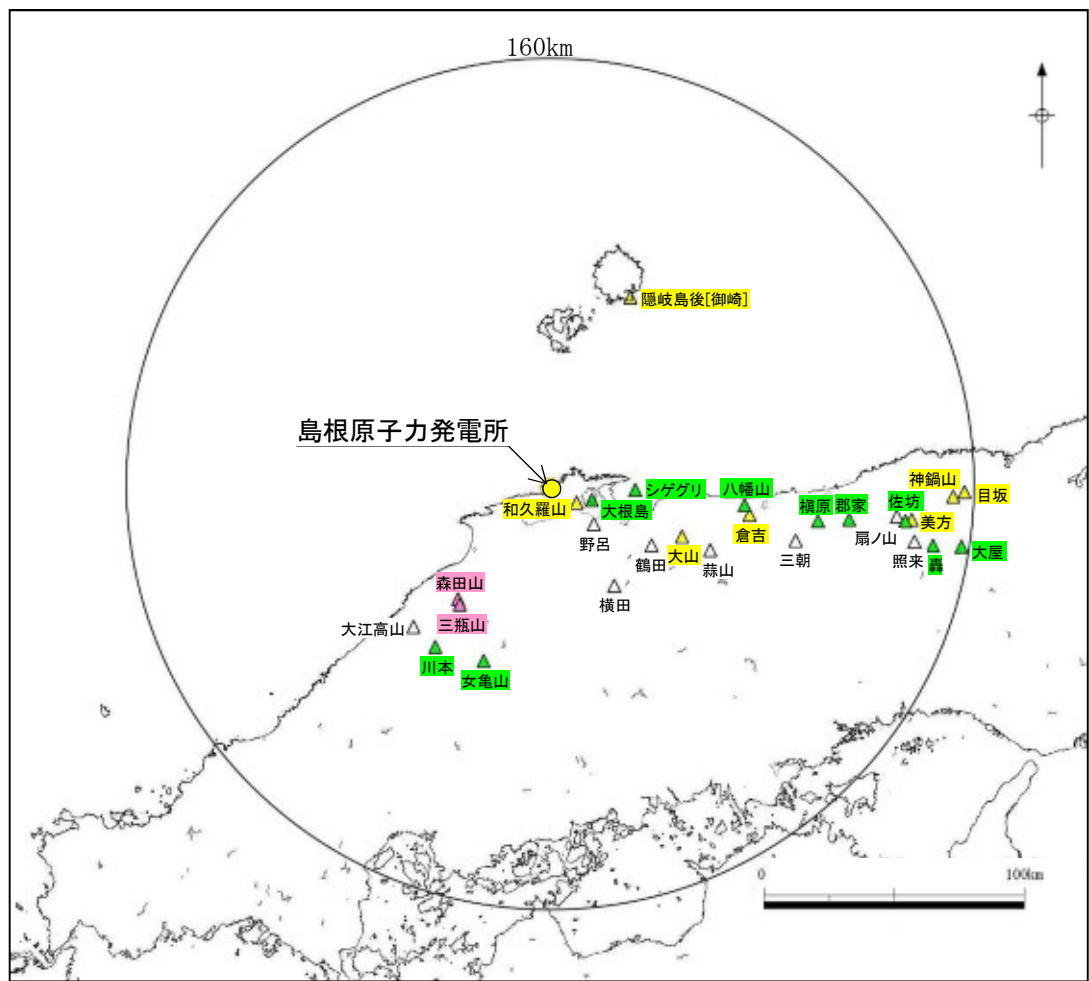 160km
隠岐島後[御崎]
島根原子力発電所
シゲグリ
八幡山
神鍋山
目坂
和久羅山
大根島
槇原
郡家
佐坊
美方
倉吉
野呂
扇ノ山
大山
鶴田
蒜山
三朝
照来
轟
大屋
森田山
横田
三瓶山
大江高山
川本
女亀山
0
100km